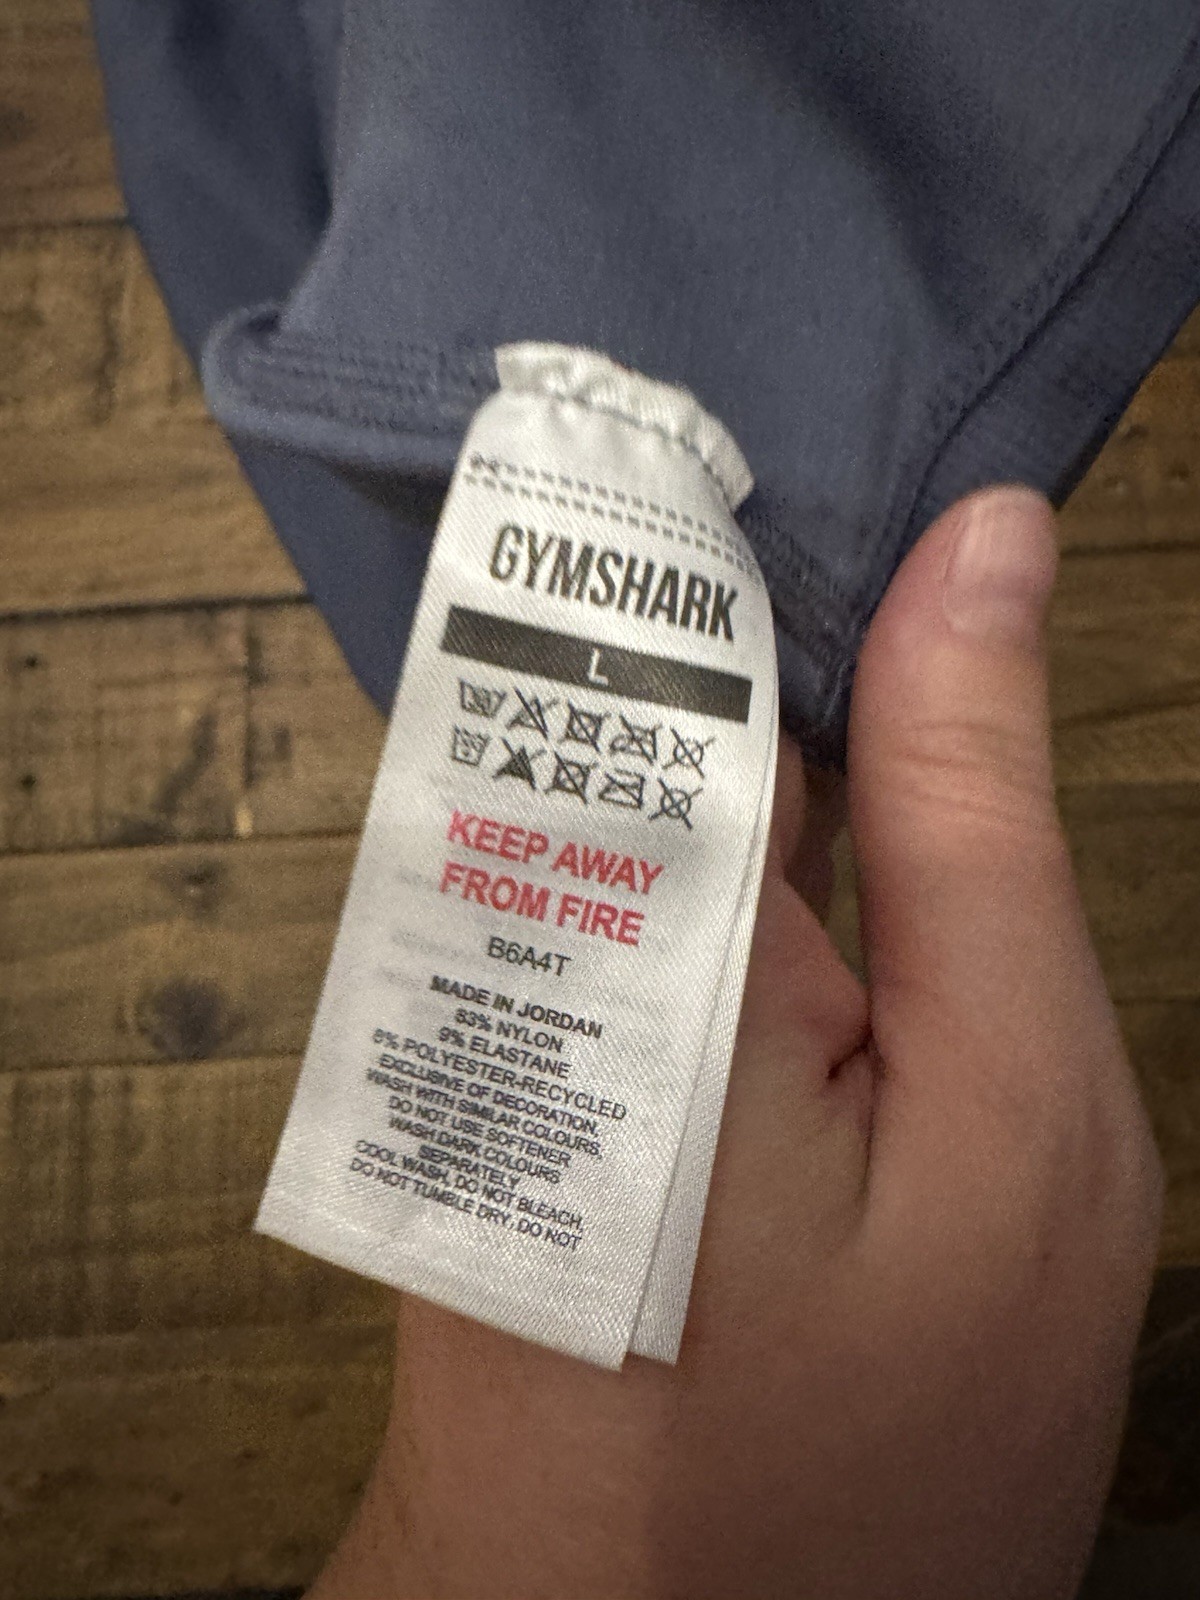 GYMSHARK
L
KEEP AWAY
FROM FIRE
B6A4T
MADE IN JORDAN
83% NYLON
9% ELASTANE
8% POLYESTER-RECYCLED
EXCLUSIVE OF DECORATION,
WASH WITH SIMILAR COLOURS,
DO NOT USE SOFTENER
WASH DARK COLOURS
SEPARATELY
COOL WASH, DO NOT BLEACH,
DO NOT TUMBLE DRY, DO NOT